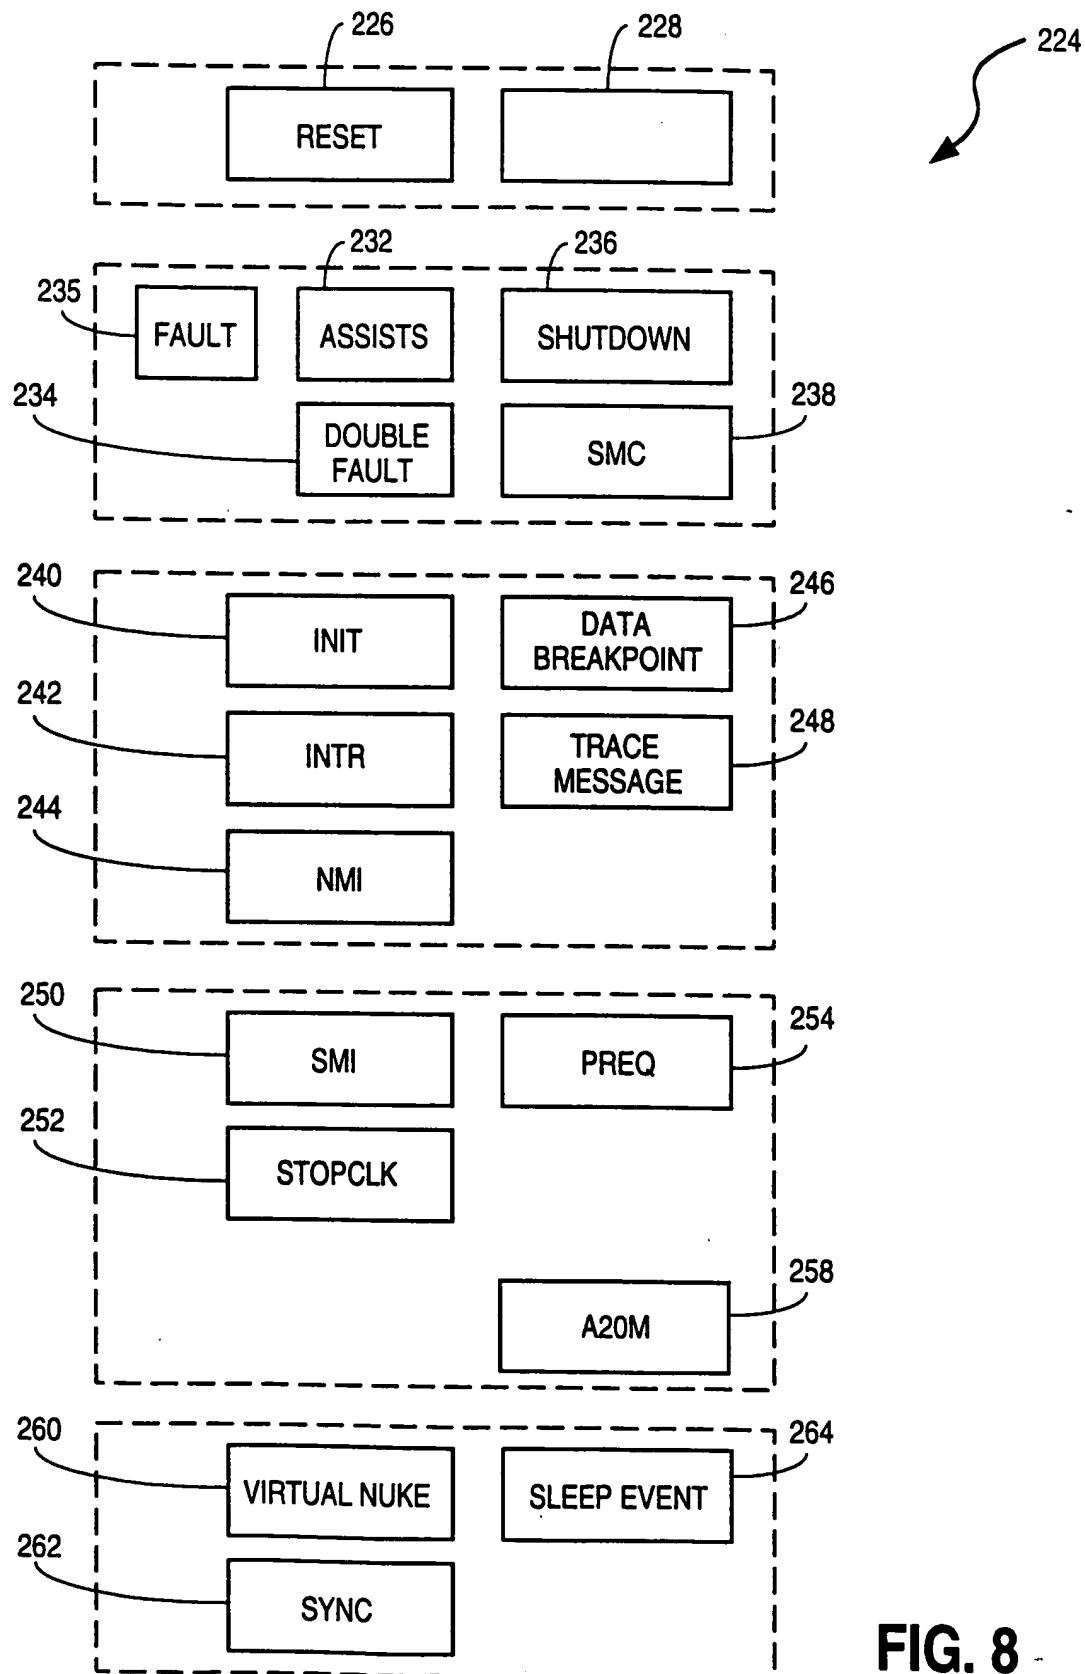 226
228
224
RESET
232
236
235
FAULT
ASSISTS
SHUTDOWN
234
238
DOUBLE
FAULT
SMC
240
246
INIT
DATA
BREAKPOINT
242
248
INTR
TRACE
MESSAGE
244
NMI
250
254
SMI
PREQ
252
STOPCLK
258
A20M
260
264
VIRTUAL NUKE
SLEEP EVENT
262
SYNC
FIG. 8